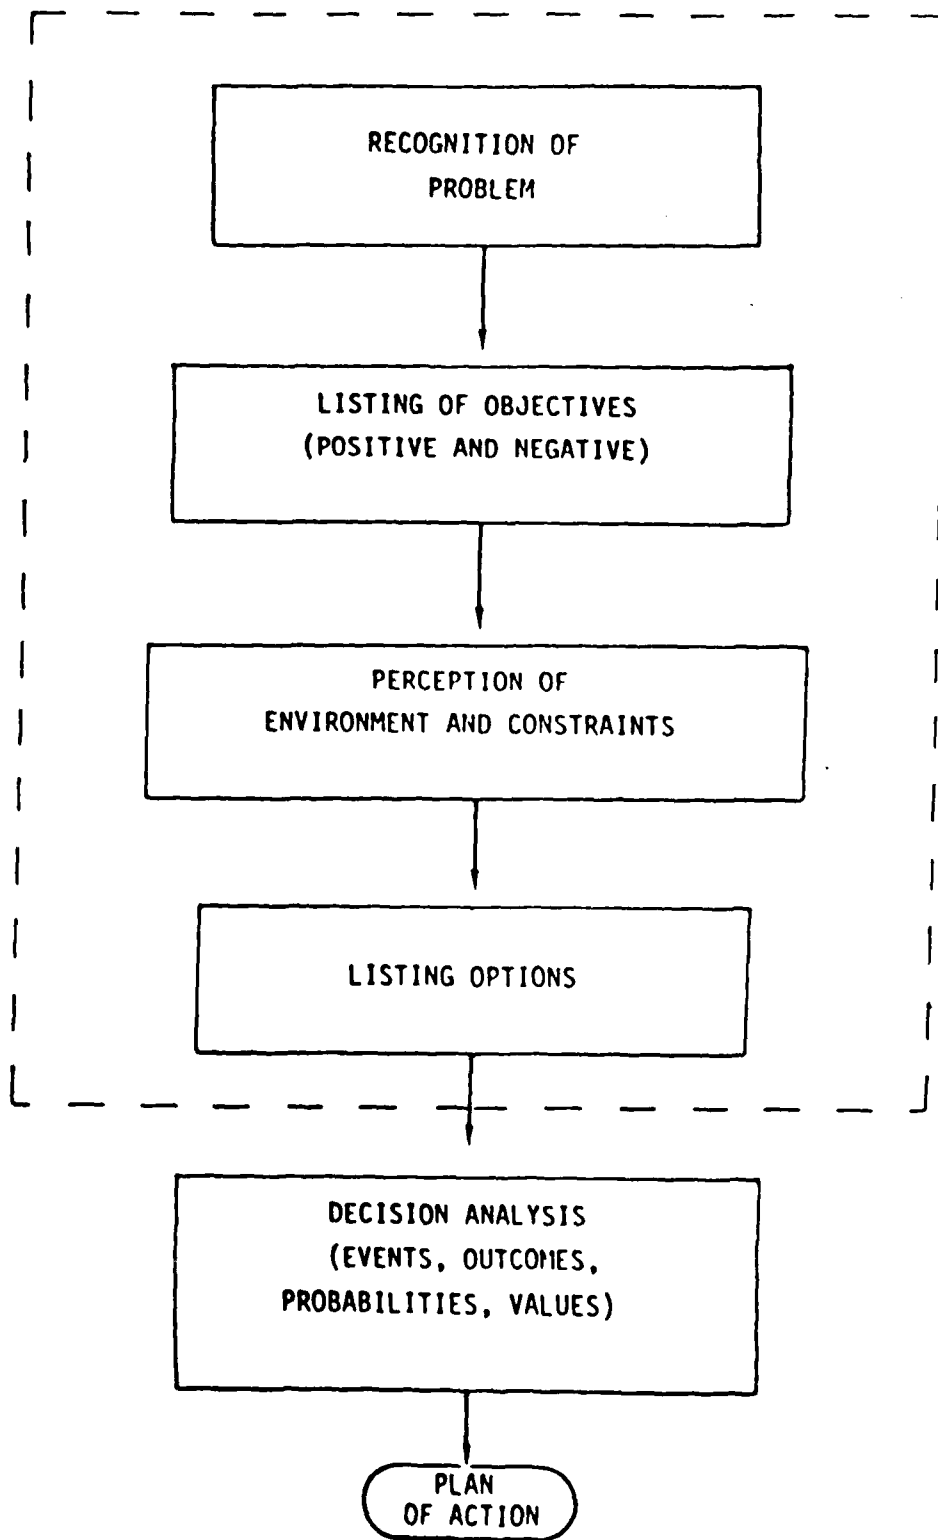 RECOGNITION OF
PROBLEM
LISTING OF OBJECTIVES
(POSITIVE AND NEGATIVE)
PERCEPTION OF
ENVIRONMENT AND CONSTRAINTS
LISTING OPTIONS
DECISION ANALYSIS
(EVENTS, OUTCOMES,
PROBABILITIES, VALUES)
PLAN
OF ACTION